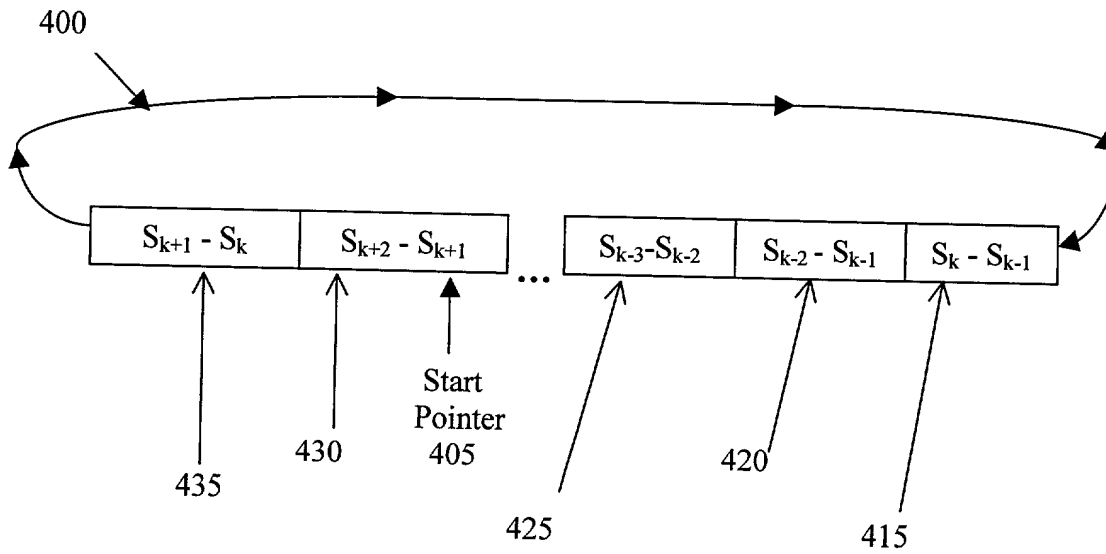 400
S_{k+1} - S_k
S_{k+2} - S_{k+1}
...
S_{k-3}-S_{k-2}
S_{k-2} - S_{k-1}
S_k - S_{k-1}
Start
Pointer
405
430
435
425
420
415